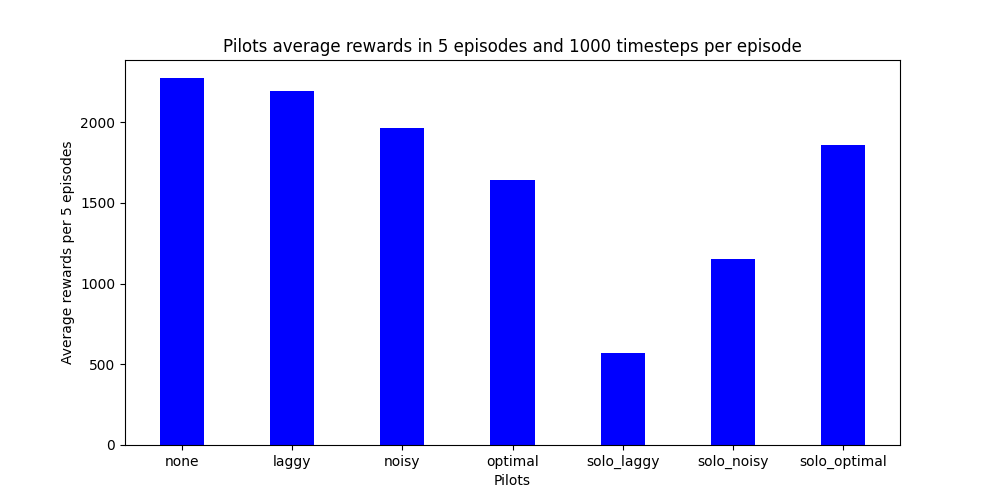 Pilots average rewards in 5 episodes and 1000 timesteps per episode
Average rewards per 5 episodes
2000
1500
1000
500
0
none laggy noisy optimal solo_laggy solo_noisy solo_optimal
Pilots